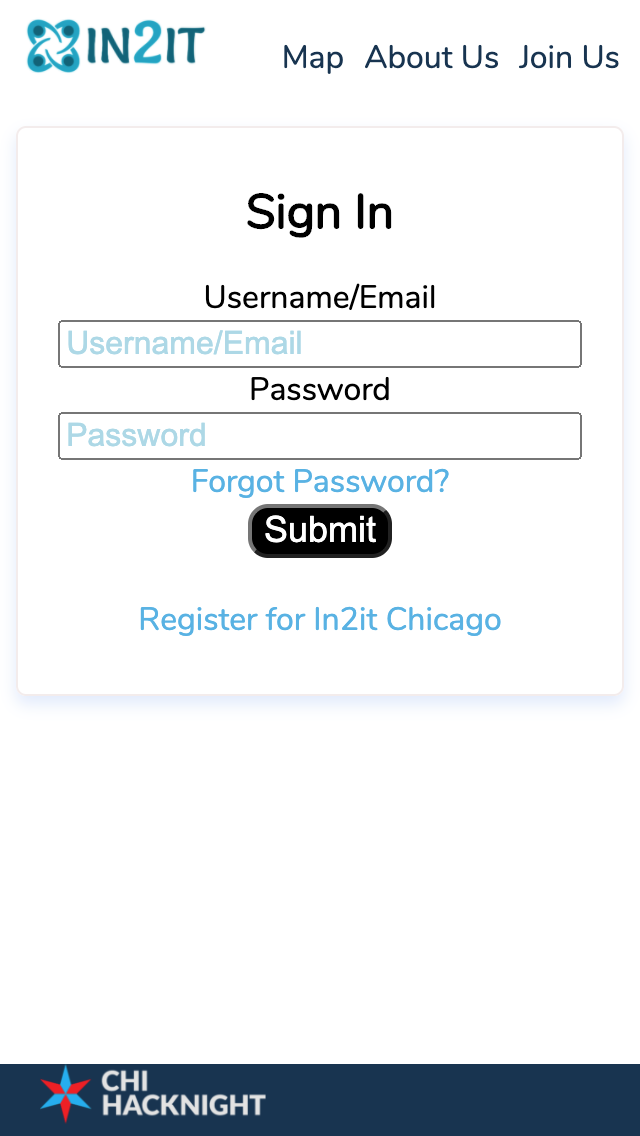 IN2IT
Map About Us Join Us
Sign In
Username/Email
Username/Email
Password
Password
Forgot Password?
Submit
Register for In2it Chicago
CHI
HACKNIGHT